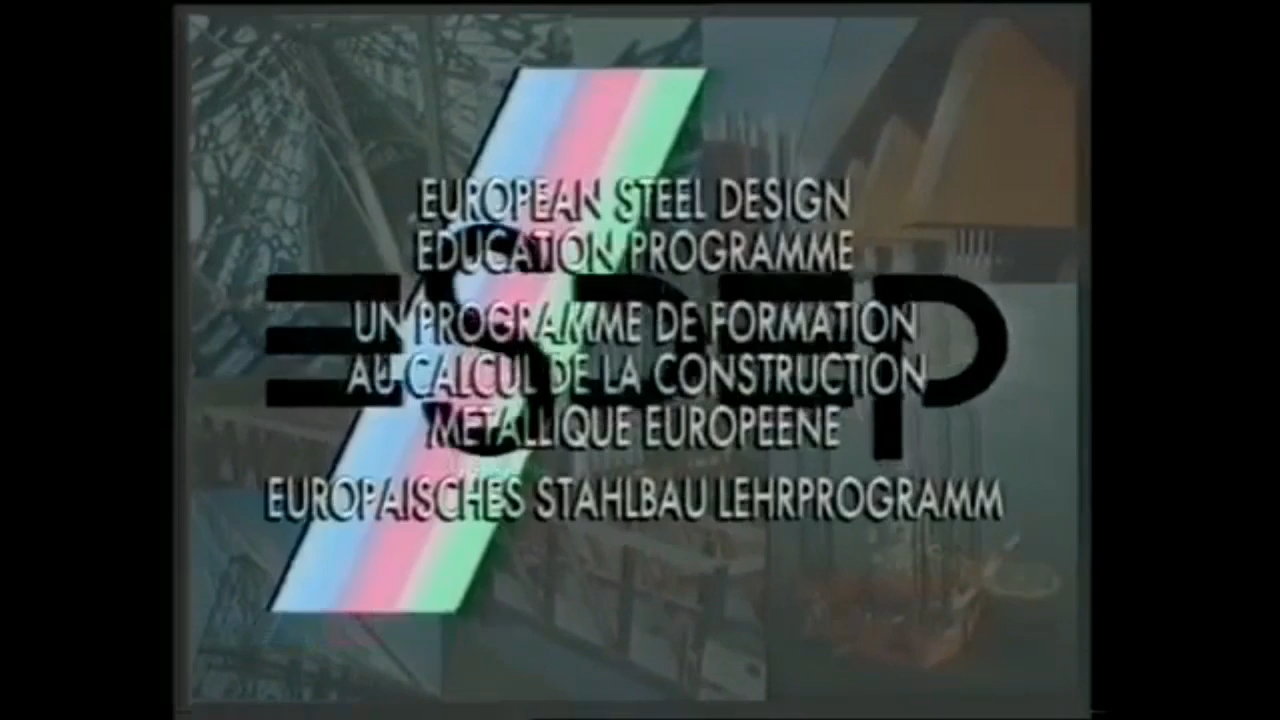 EUROPEAN STEEL DESIGN
EDUCATION PROGRAMME
ESDEP
UN PROGRAMME DE FORMATION
AU CALCUL DE LA CONSTRUCTION
METALLIQUE EUROPEENE
EUROPAISCHES STAHLBAU LEHRPROGRAMM